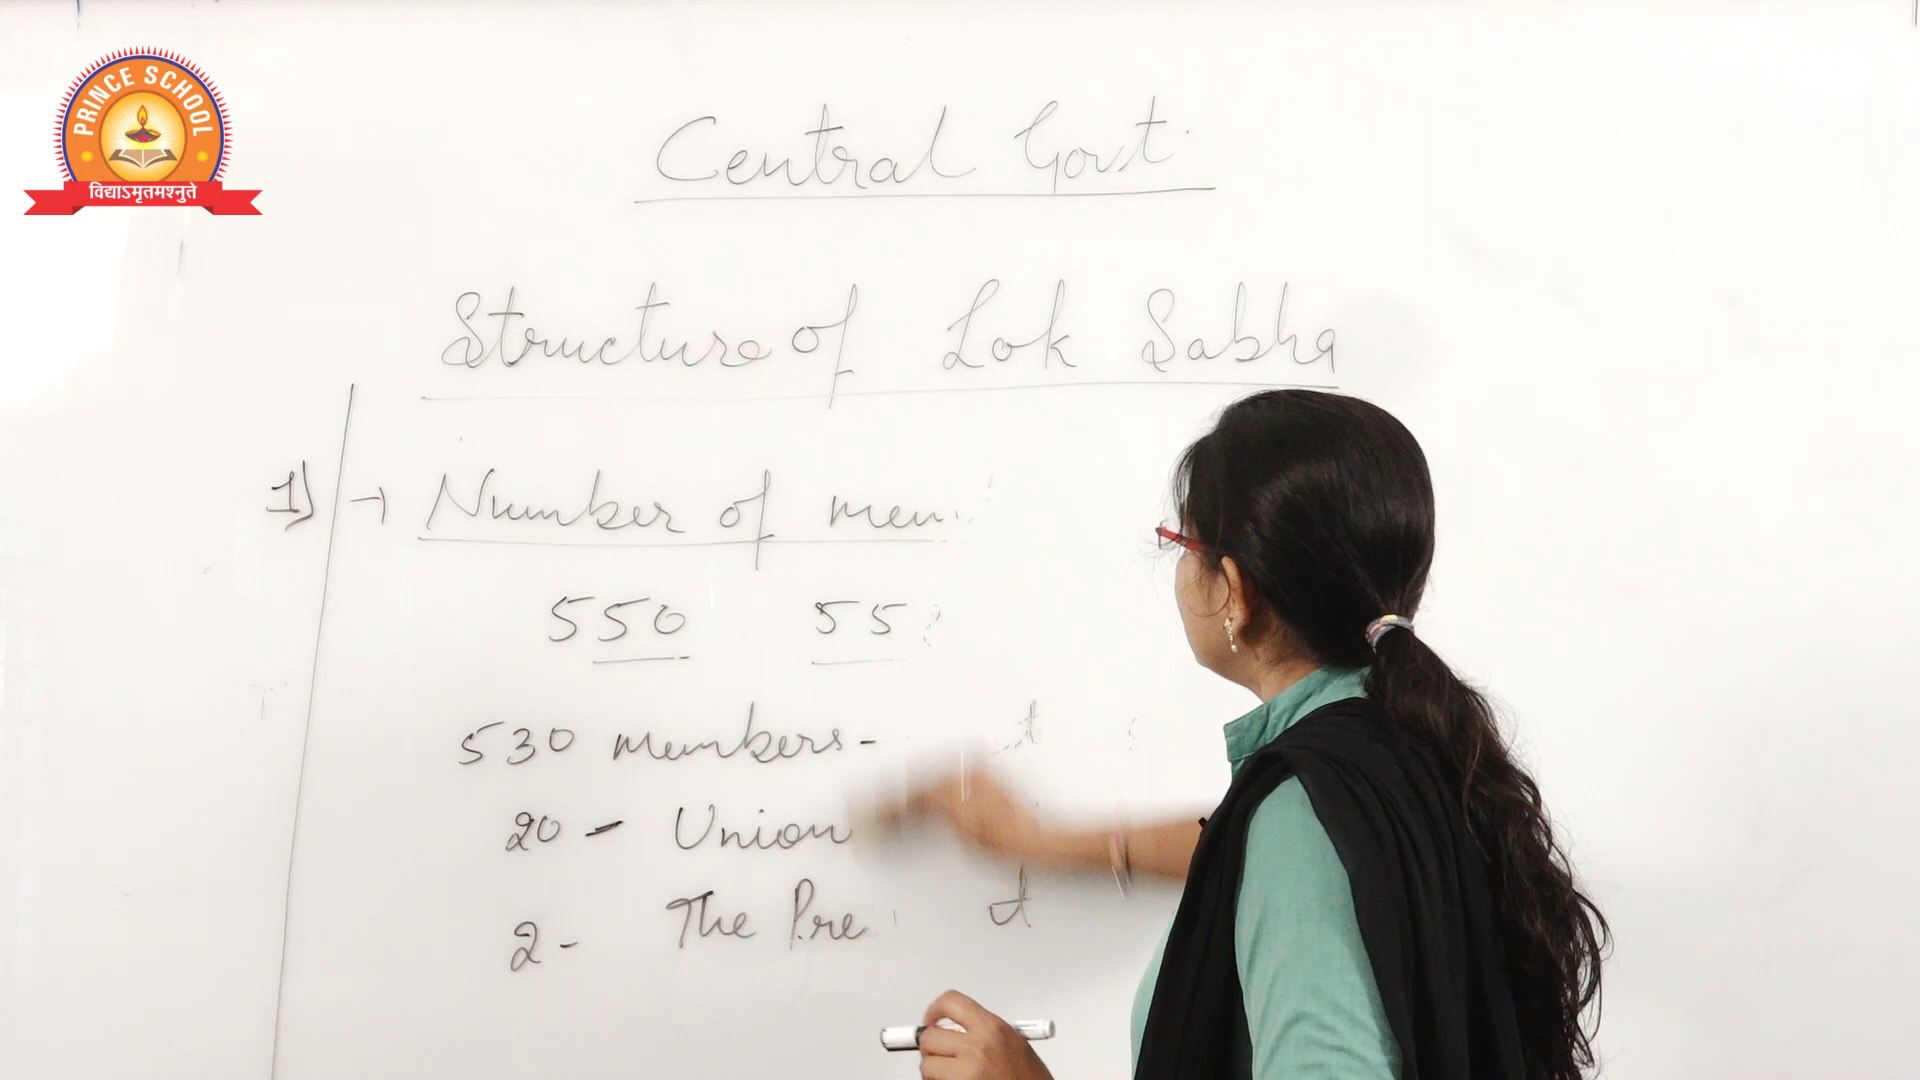 PRINCE SCHOOL
विद्याऽमृतमश्नुते
Central Govt.
Structure of Lok Sabha
1) → Number of mem
550 552
530 members-
20 - Union
2- The Pre t